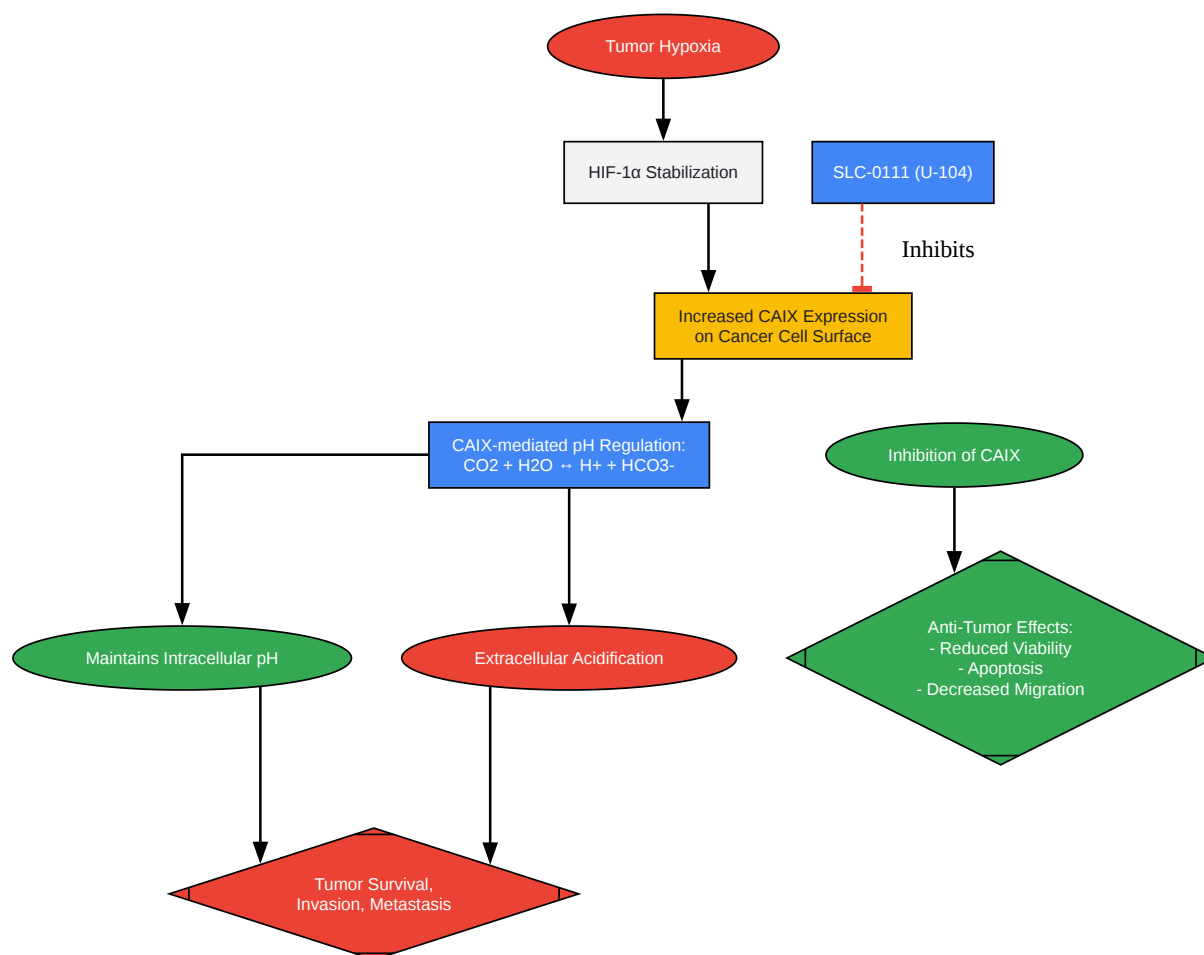 Tumor Hypoxia
HIF-1α Stabilization
SLC-0111 (U-104)
Inhibits
Increased CAIX Expression
on Cancer Cell Surface
CAIX-mediated pH Regulation:
CO2 + H2O ↔ H+ + HCO3-
Inhibition of CAIX
Maintains Intracellular pH
Extracellular Acidification
Anti-Tumor Effects:
- Reduced Viability
- Apoptosis
- Decreased Migration
Tumor Survival,
Invasion, Metastasis